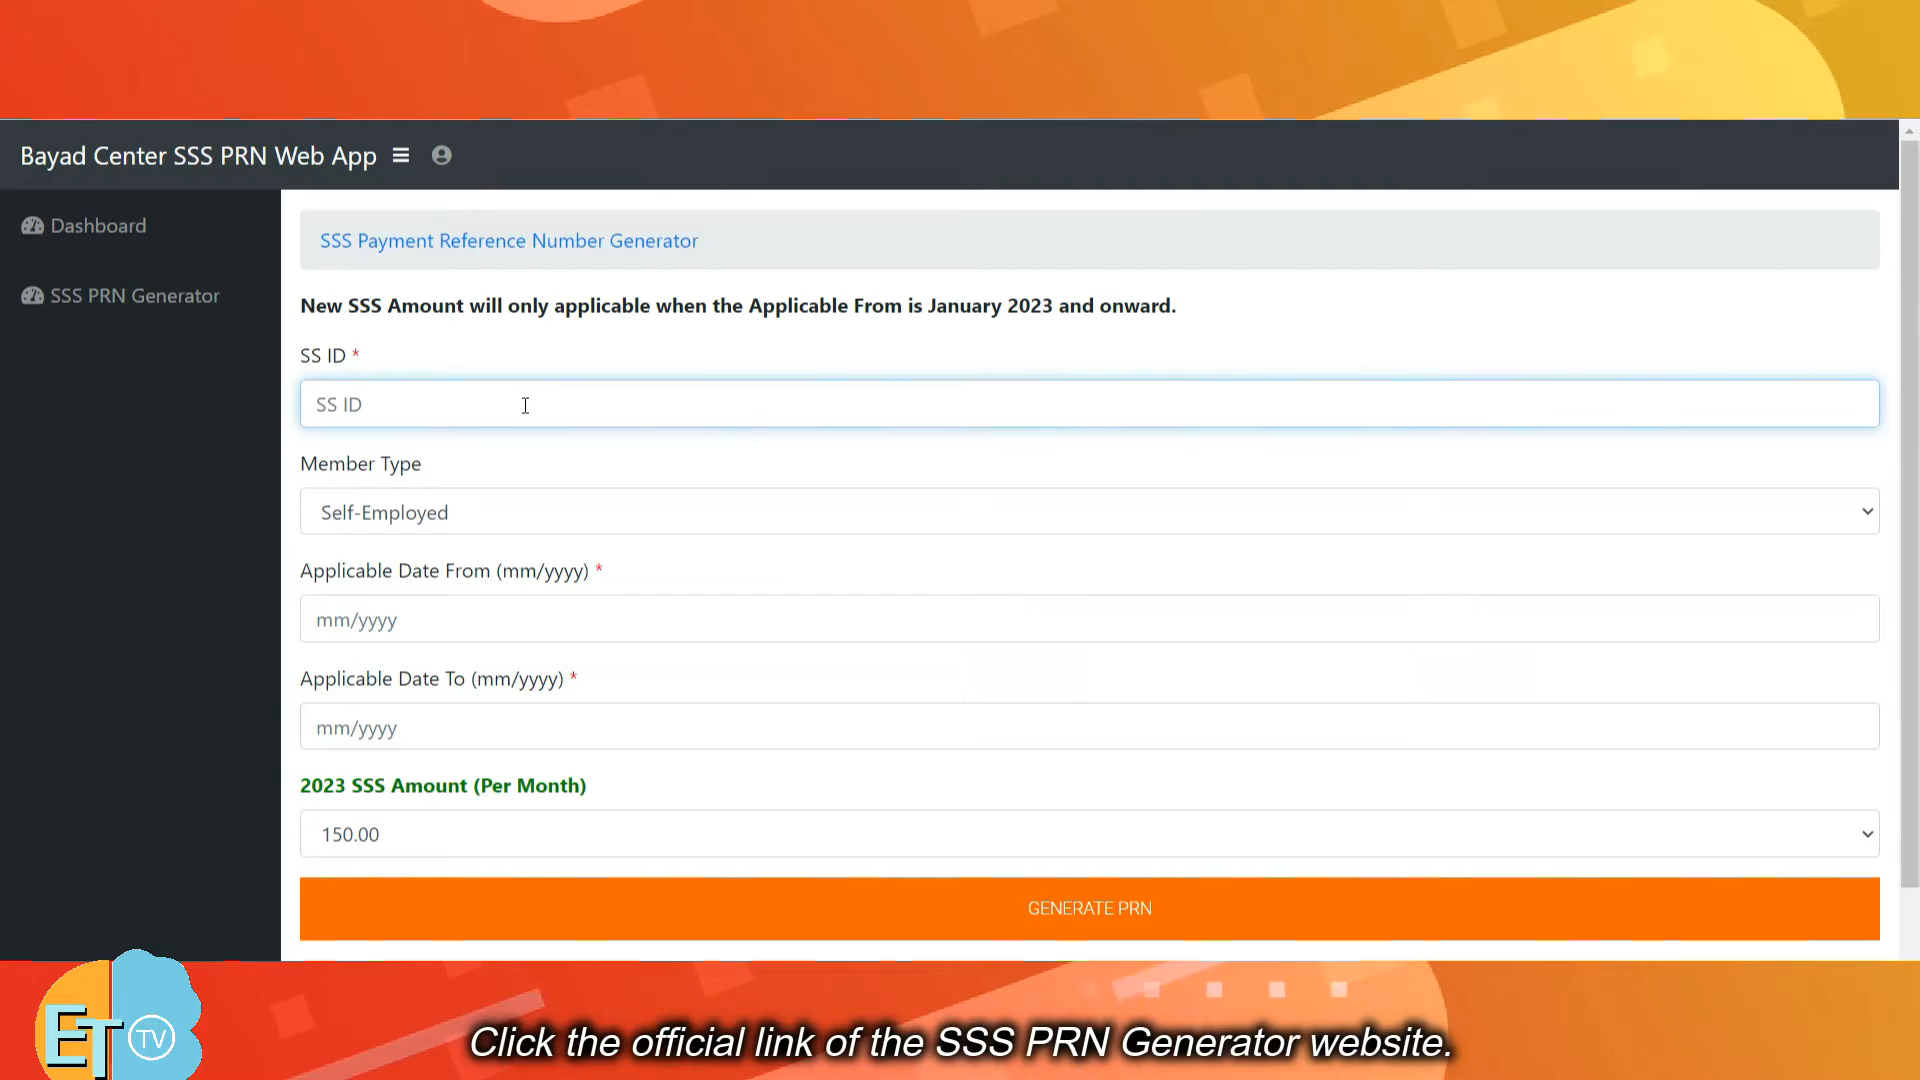 Bayad Center SSS PRN Web App
Dashboard
SSS PRN Generator
SSS Payment Reference Number Generator
New SSS Amount will only applicable when the Applicable From is January 2023 and onward.
SS ID *
SS ID
Member Type
Self-Employed
Applicable Date From (mm/yyyy) *
mm/yyyy
Applicable Date To (mm/yyyy) *
mm/yyyy
2023 SSS Amount (Per Month)
150.00
GENERATE PRN
ET TV
Click the official link of the SSS PRN Generator website.